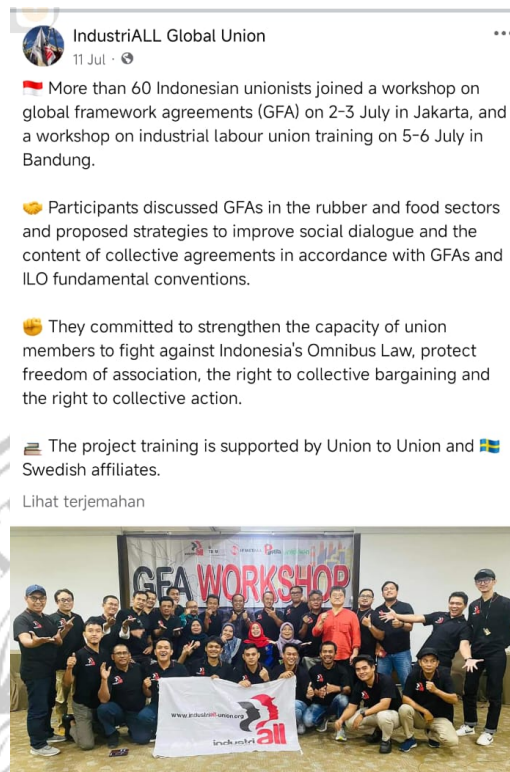 IndustriALL Global Union
11 Jul ·
🇮🇩 More than 60 Indonesian unionists joined a workshop on
global framework agreements (GFA) on 2-3 July in Jakarta, and
a workshop on industrial labour union training on 5-6 July in
Bandung.
🤝 Participants discussed GFAs in the rubber and food sectors
and proposed strategies to improve social dialogue and the
content of collective agreements in accordance with GFAs and
ILO fundamental conventions.
✊ They committed to strengthen the capacity of union
members to fight against Indonesia's Omnibus Law, protect
freedom of association, the right to collective bargaining and
the right to collective action.
📚 The project training is supported by Union to Union and 🇸🇪
Swedish affiliates.
Lihat terjemahan
GFA WORKSHOP
www.industriall-union.org
industriall